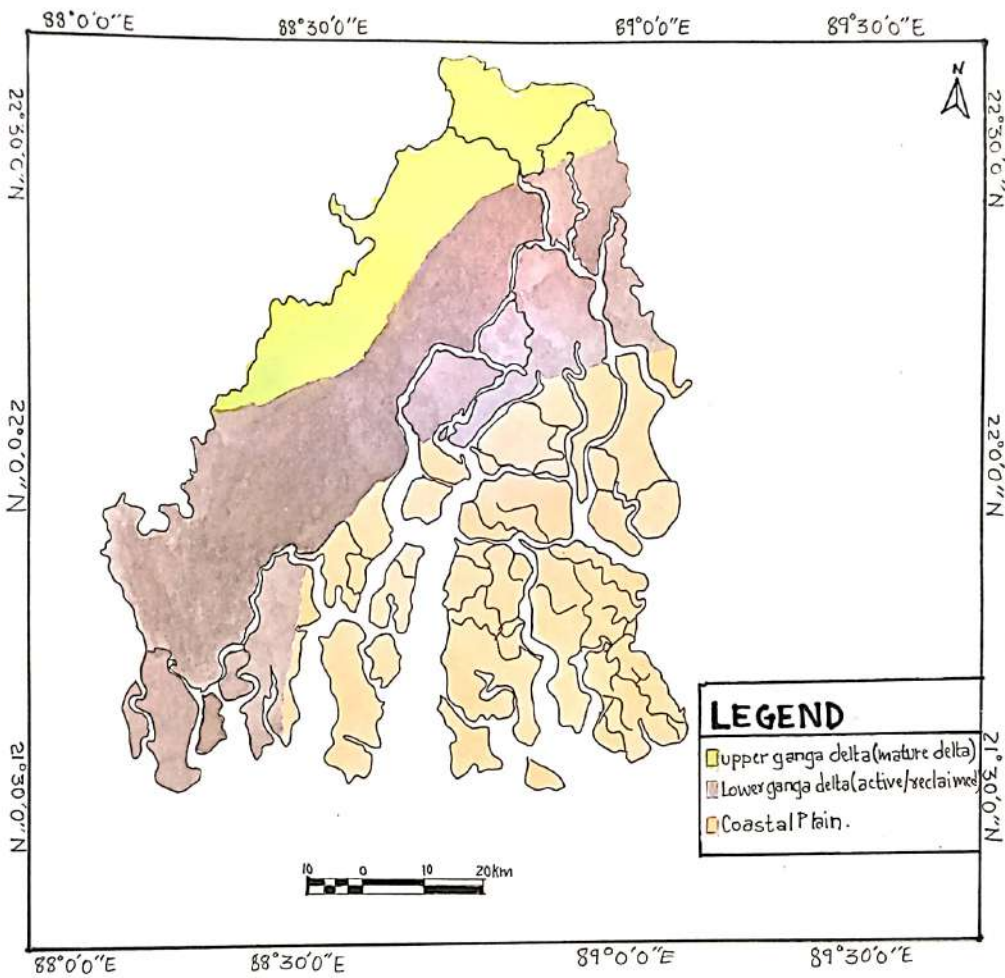 88°0'0"E 88°30'0"E 89°0'0"E 89°30'0"E
N
22°30'0"N 22°30'0"N
22°0'0"N 22°0'0"N
21°30'0"N 21°30'0"N
LEGEND
upper ganga delta(mature delta)
Lower ganga delta(active/reclaimed)
Coastal Plain.
10 0 10 20km
88°0'0"E 88°30'0"E 89°0'0"E 89°30'0"E